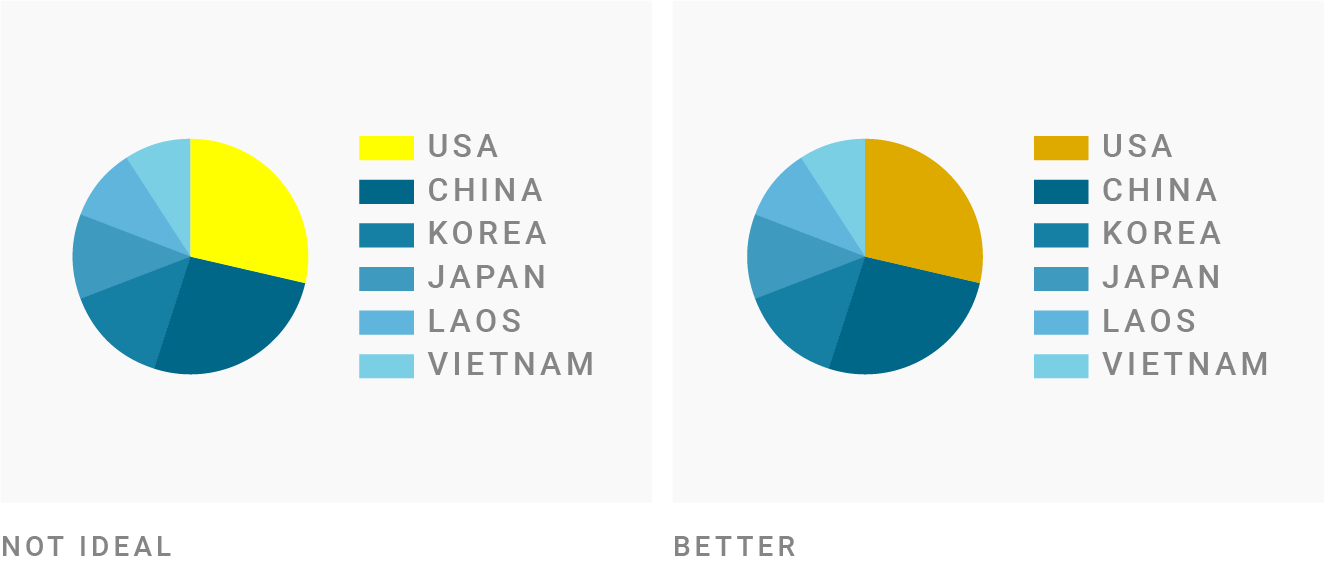 USA
CHINA
KOREA
JAPAN
LAOS
VIETNAM
NOT IDEAL
USA
CHINA
KOREA
JAPAN
LAOS
VIETNAM
BETTER